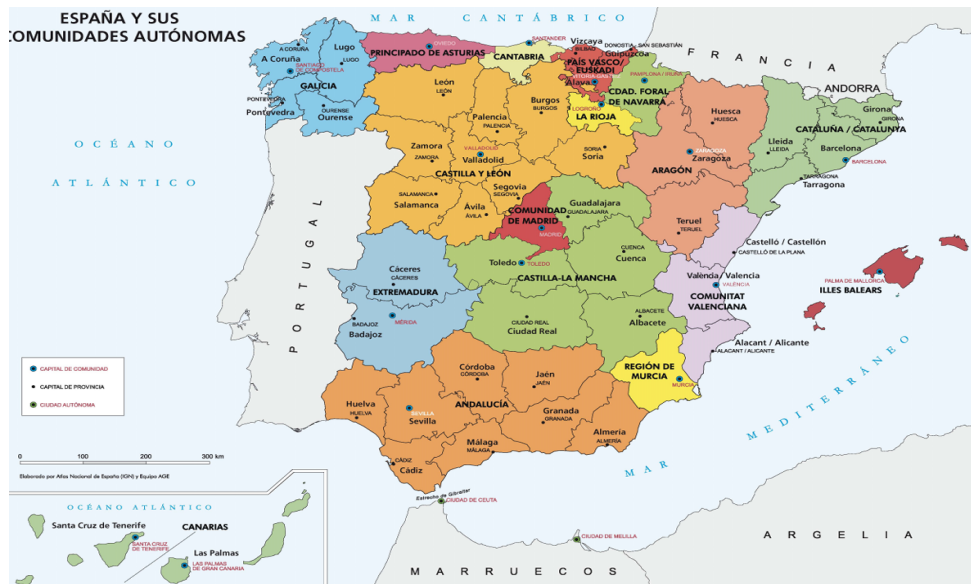 ESPAÑA Y SUS
COMUNIDADES AUTÓNOMAS
MAR CANTÁBRICO
OCÉANO
ATLÁNTICO
FRANCIA
ANDORRA
PORTUGAL
A CORUÑA
A Coruña
Lugo
LUGO
SANTIAGO
DE COMPOSTELA
GALICIA
PONTEVEDRA
Pontevedra
OURENSE
Ourense
OVIEDO
PRINCIPADO DE ASTURIAS
SANTANDER
CANTABRIA
Vizcaya
BILBAO
DONOSTIA - SAN SEBASTIÁN
Guipúzcoa
PAÍS VASCO/
EUSKADI
Álava
PAMPLONA / IRUÑA
CDAD. FORAL
DE NAVARRA
LOGROÑO
LA RIOJA
León
LEÓN
Palencia
PALENCIA
Burgos
BURGOS
Zamora
ZAMORA
VALLADOLID
Valladolid
SORIA
Soria
CASTILLA Y LEÓN
SALAMANCA
Salamanca
Ávila
ÁVILA
Segovia
SEGOVIA
Huesca
HUESCA
ZARAGOZA
Zaragoza
ARAGÓN
Teruel
TERUEL
Girona
GIRONA
CATALUÑA / CATALUNYA
Lleida
LLEIDA
Barcelona
BARCELONA
TARRAGONA
Tarragona
COMUNIDAD
DE MADRID
MADRID
Guadalajara
GUADALAJARA
CUENCA
Cuenca
Toledo
TOLEDO
CASTILLA-LA MANCHA
CIUDAD REAL
Ciudad Real
ALBACETE
Albacete
Cáceres
CÁCERES
EXTREMADURA
BADAJOZ
Badajoz
MÉRIDA
Castelló / Castellón
CASTELLÓ DE LA PLANA
València / Valencia
VALÈNCIA
COMUNITAT
VALENCIANA
Alacant / Alicante
ALACANT / ALICANTE
PALMA DE MALLORCA
ILLES BALEARS
REGIÓN DE
MURCIA
MURCIA
Córdoba
CÓRDOBA
Jaén
JAÉN
Huelva
HUELVA
SEVILLA
Sevilla
ANDALUCÍA
Granada
GRANADA
Almería
ALMERÍA
Málaga
MÁLAGA
CÁDIZ
Cádiz
MAR MEDITERRÁNEO
CAPITAL DE COMUNIDAD
CAPITAL DE PROVINCIA
CIUDAD AUTÓNOMA
0 100 200 300 km
Elaborado por Atlas Nacional de España (IGN) y Equipo AGE
Estrecho de Gibraltar
CIUDAD DE CEUTA
CIUDAD DE MELILLA
MARRUECOS
ARGELIA
OCÉANO
ATLÁNTICO
Santa Cruz de Tenerife
SANTA CRUZ
DE TENERIFE
CANARIAS
Las Palmas
LAS PALMAS
DE GRAN CANARIA